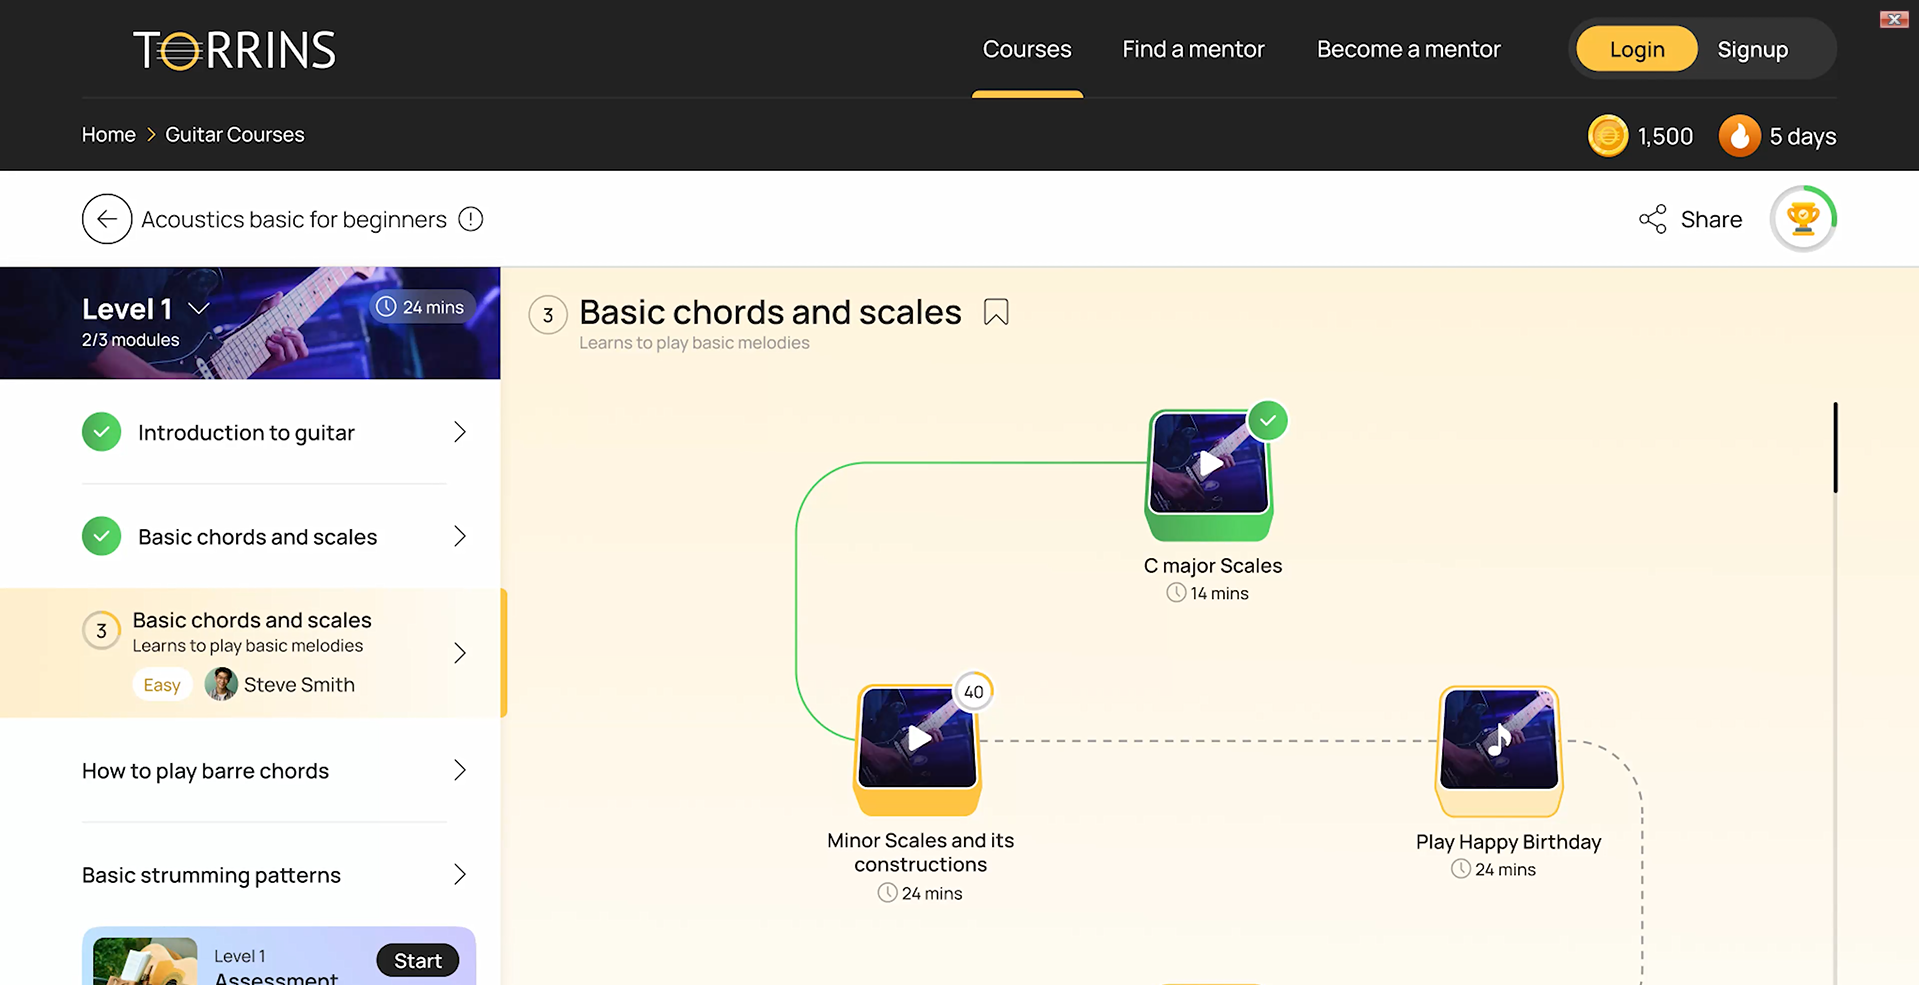 TORRINS
Courses
Find a mentor
Become a mentor
Login
Signup
Home > Guitar Courses
1,500
5 days
Acoustics basic for beginners
Share
Level 1
24 mins
2/3 modules
Introduction to guitar
Basic chords and scales
3
Basic chords and scales
Learns to play basic melodies
Easy
Steve Smith
How to play barre chords
Basic strumming patterns
Level 1
Assessment
Start
3
Basic chords and scales
Learns to play basic melodies
C major Scales
14 mins
40
Minor Scales and its
constructions
24 mins
Play Happy Birthday
24 mins